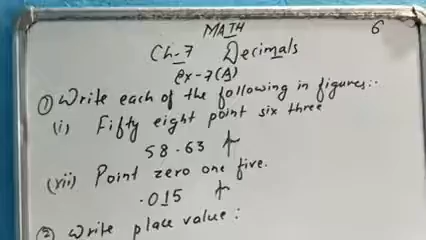 MATH
6
Ch-7 Decimals
ex-7(A)
① Write each of the following in figures:-
(i) Fifty eight point six three
58.63
(vii) Point zero one five.
.015
② Write place value: